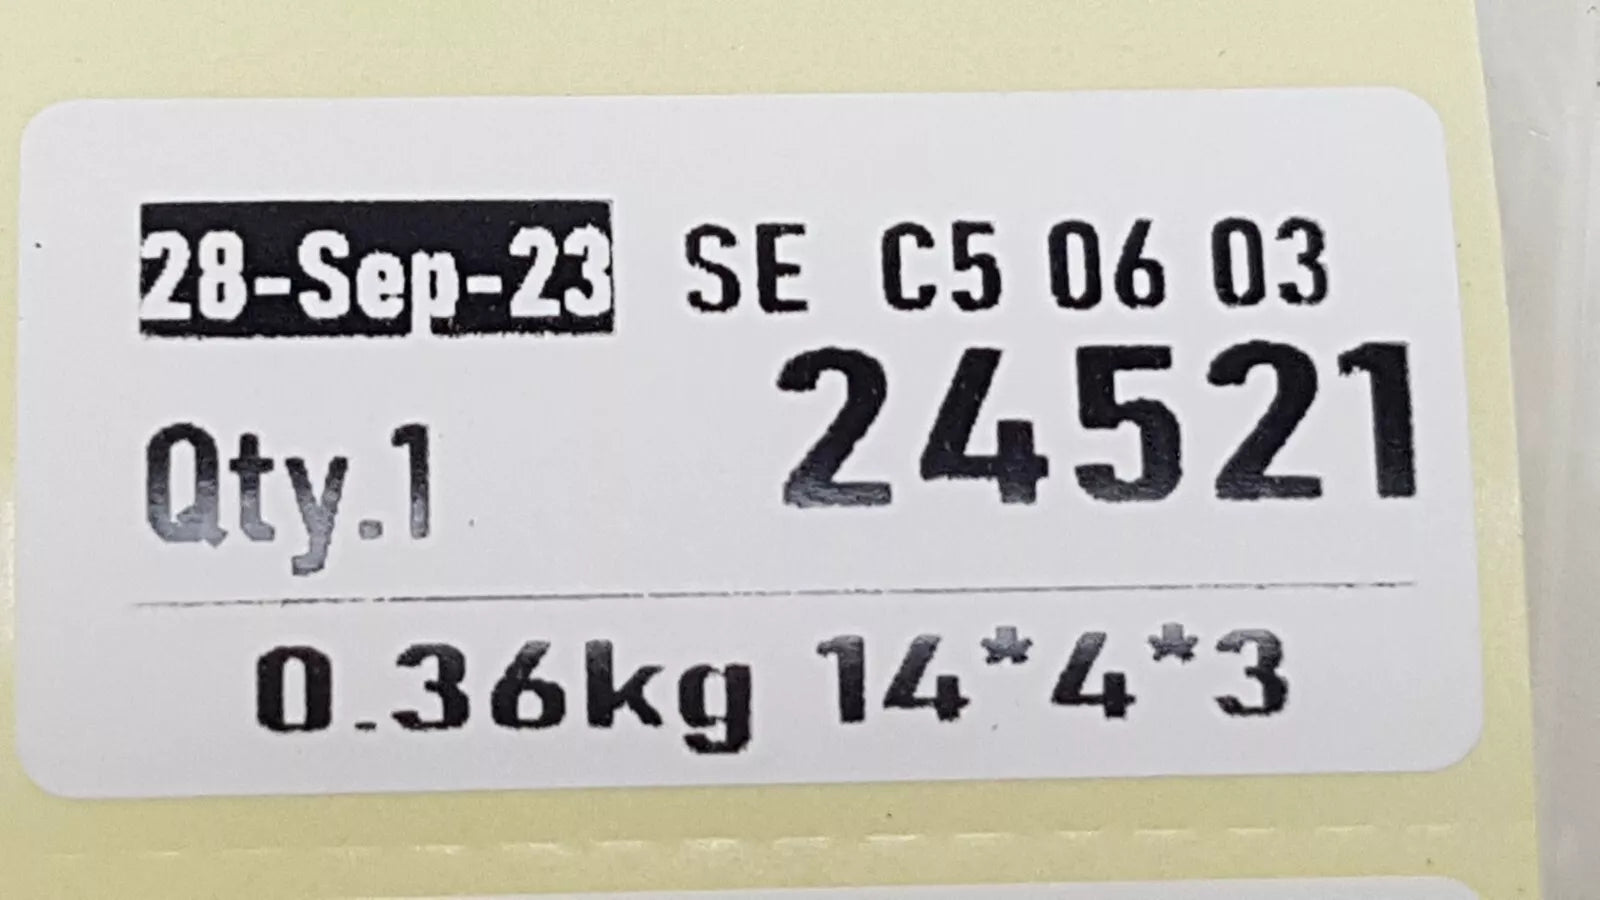 28-Sep-23 SE C5 06 03
24521
Qty.1
0.36kg 14*4*3